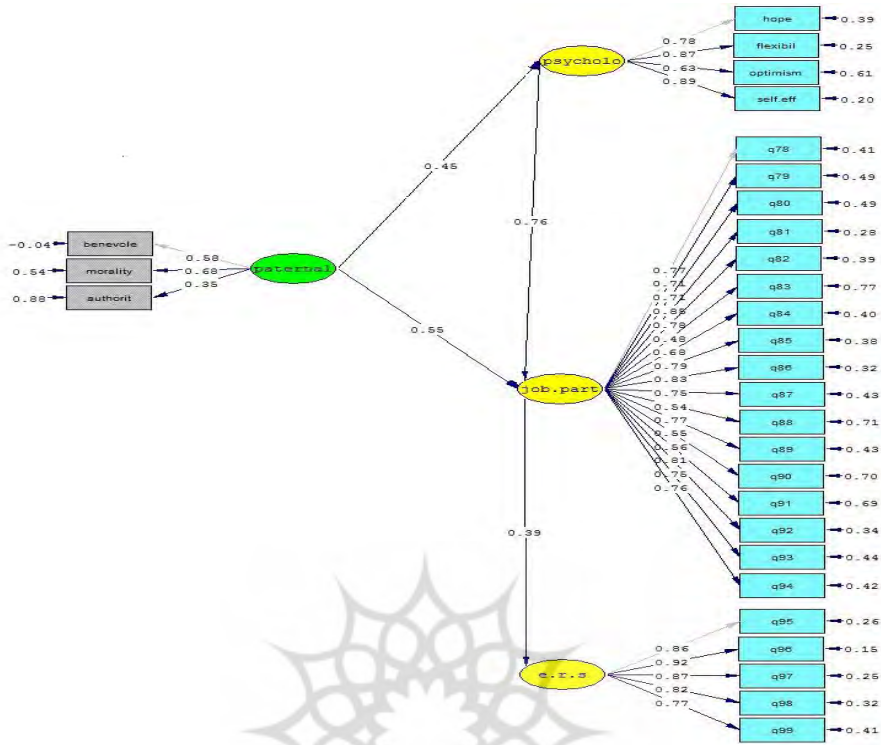 hope
0.39
0.78
flexibil
0.25
0.87
psycholo
optimism
0.61
0.63
self.eff
0.20
0.89
q78
0.41
q79
0.49
0.45
q80
0.49
0.76
q81
0.28
-0.04
benevole
0.58
q82
0.39
0.54
morality
0.68
paternal
0.77
0.71
0.71
q83
0.77
0.88
authorit
0.35
0.78
q84
0.40
0.48
0.55
0.68
q85
0.38
0.79
q86
0.32
0.83
job.part
0.75
q87
0.43
0.54
q88
0.71
0.77
0.55
q89
0.43
0.56
0.81
q90
0.70
0.75
0.76
q91
0.69
q92
0.34
0.39
q93
0.44
q94
0.42
q95
0.26
0.86
q96
0.15
0.92
e.r.s
q97
0.25
0.87
0.82
q98
0.32
0.77
q99
0.41